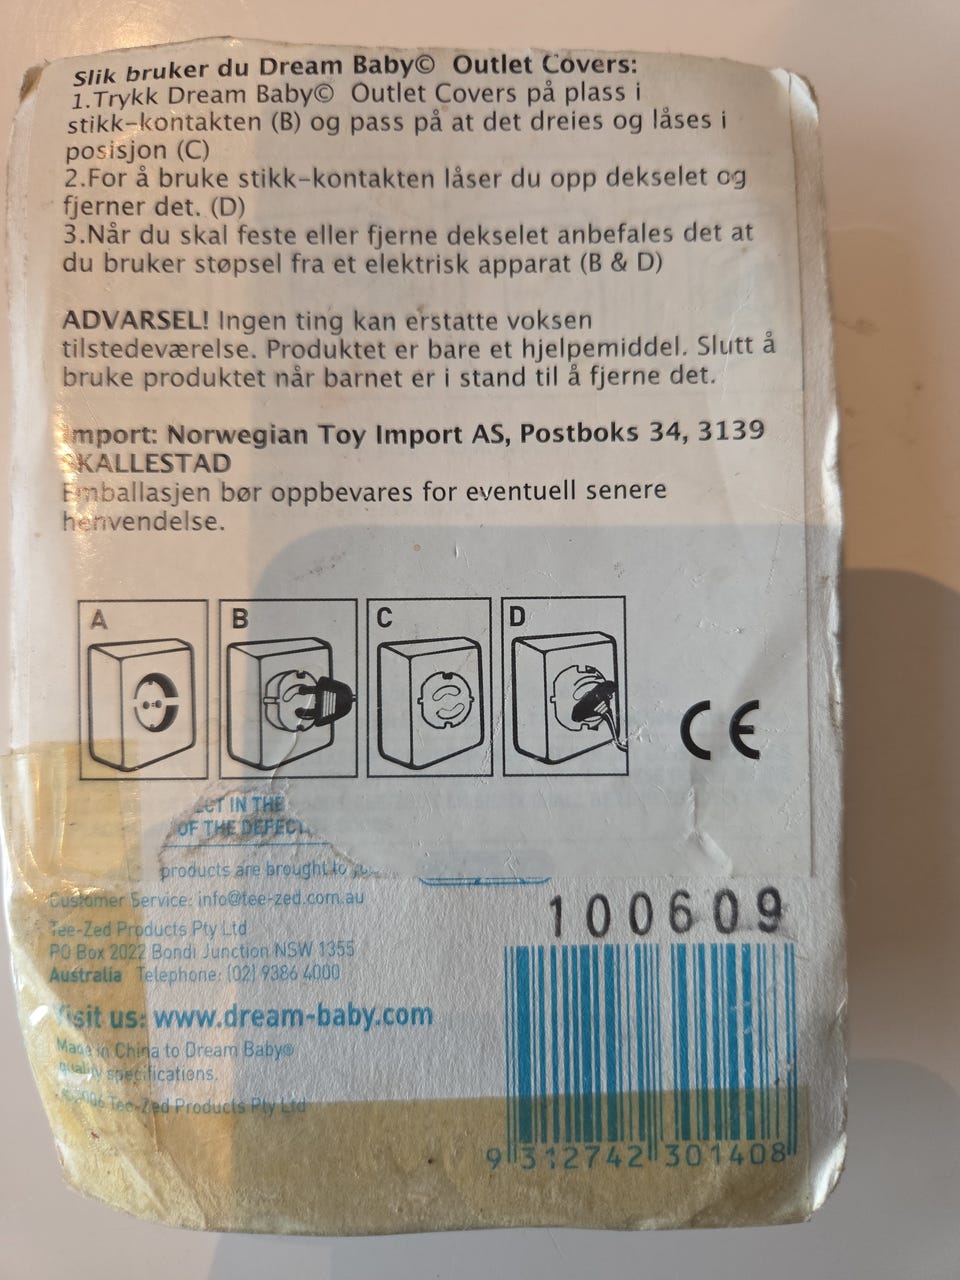 Slik bruker du Dream Baby© Outlet Covers:
1.Trykk Dream Baby© Outlet Covers på plass i
stikk-kontakten (B) og pass på at det dreies og låses i
posisjon (C)
2.For å bruke stikk-kontakten låser du opp dekselet og
fjerner det. (D)
3.Når du skal feste eller fjerne dekselet anbefales det at
du bruker støpsel fra et elektrisk apparat (B & D)
ADVARSEL! Ingen ting kan erstatte voksen
tilstedeværelse. Produktet er bare et hjelpemiddel. Slutt å
bruke produktet når barnet er i stand til å fjerne det.
Import: Norwegian Toy Import AS, Postboks 34, 3139
SKALLESTAD
Emballasjen bør oppbevares for eventuell senere
henvendelse.
A B C D
CE
IN THE
OF THE DEFECT
products are brought to
Customer Service: info@tee-zed.com.au
100609
Tee-Zed Products Pty Ltd
PO Box 2022 Bondi Junction NSW 1355
Australia Telephone: (02) 9386 4000
Visit us: www.dream-baby.com
Made in China to Dream Baby®
quality specifications.
©2006 Tee-Zed Products Pty Ltd
9 312742 301408